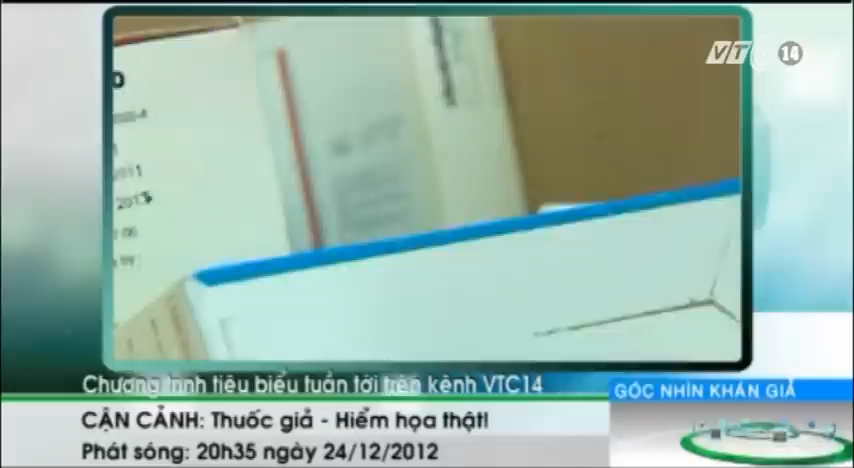 VTC 14
2011
Chương trình tiêu biểu tuần tới trên kênh VTC14
GÓC NHÌN KHÁN GIẢ
CẬN CẢNH: Thuốc giả - Hiểm họa thật!
Phát sóng: 20h35 ngày 24/12/2012